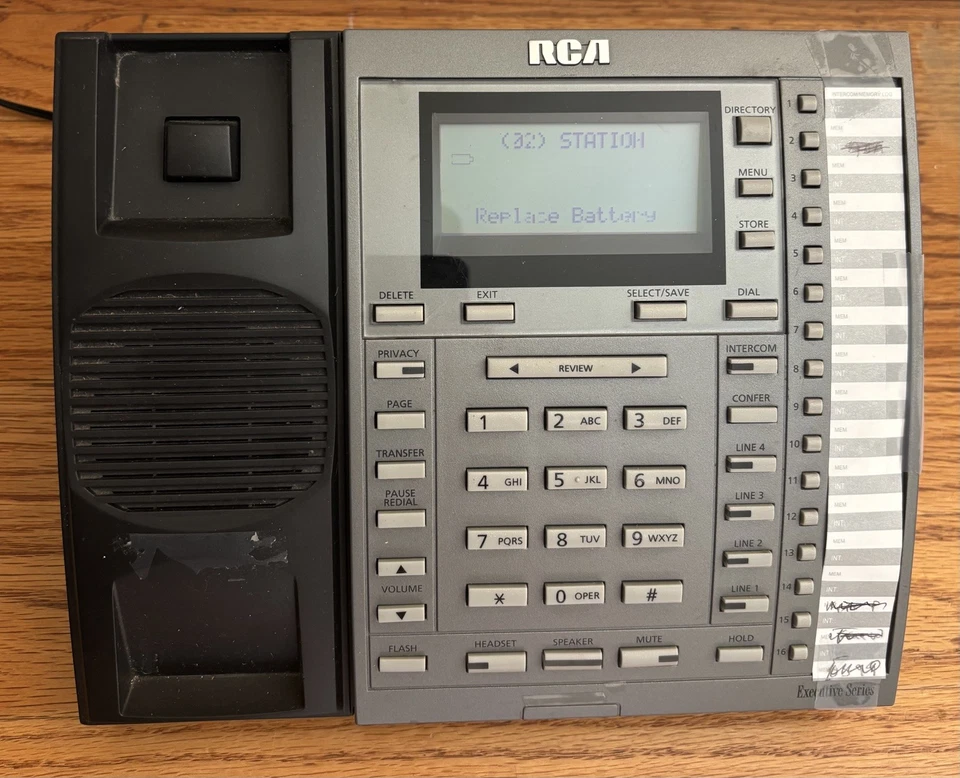 RCA
(02) STATION
Replace Battery
DIRECTORY
MENU
STORE
DELETE
EXIT
SELECT/SAVE
DIAL
PRIVACY
PAGE
TRANSFER
PAUSE
REDIAL
VOLUME
FLASH
◀ REVIEW ▶
1
2 ABC
3 DEF
4 GHI
5 JKL
6 MNO
7 PQRS
8 TUV
9 WXYZ
*
0 OPER
#
HEADSET
SPEAKER
MUTE
HOLD
INTERCOM
CONFER
LINE 4
LINE 3
LINE 2
LINE 1
1
2
3
4
5
6
7
8
9
10
11
12
13
14
15
16
Executive Series